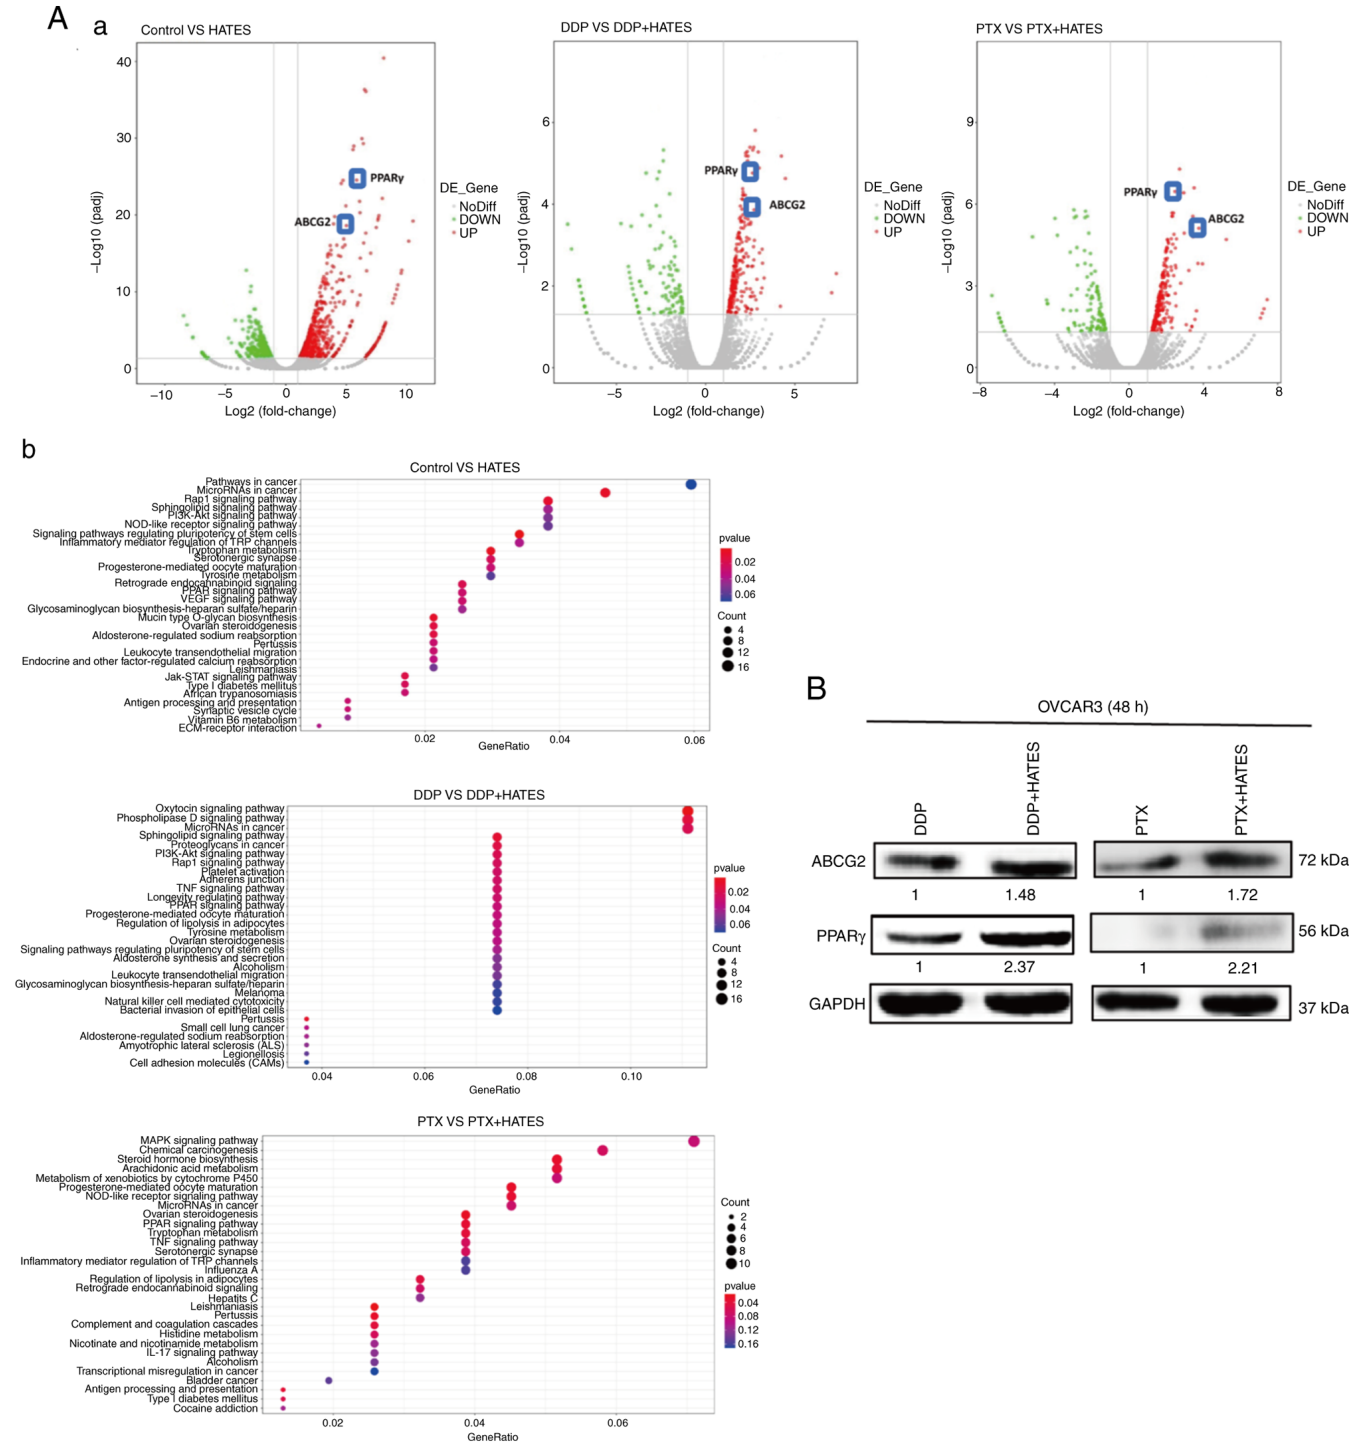 A
a
Control VS HATES
40
30
20
10
0
−10
−5
0
5
10
−Log10 (padj)
Log2 (fold-change)
PPARγ
ABCG2
DE_Gene
NoDiff
DOWN
UP
DDP VS DDP+HATES
6
4
2
0
−5
0
5
−Log10 (padj)
Log2 (fold-change)
PPARγ
ABCG2
DE_Gene
NoDiff
DOWN
UP
PTX VS PTX+HATES
9
6
3
0
−8
−4
0
4
8
−Log10 (padj)
Log2 (fold-change)
PPARγ
ABCG2
DE_Gene
NoDiff
DOWN
UP
b
Control VS HATES
Pathways in cancer
MicroRNAs in cancer
Rap1 signaling pathway
Sphingolipid signaling pathway
PI3K-Akt signaling pathway
NOD-like receptor signaling pathway
Signaling pathways regulating pluripotency of stem cells
Inflammatory mediator regulation of TRP channels
Tryptophan metabolism
Serotonergic synapse
Progesterone-mediated oocyte maturation
Tyrosine metabolism
Retrograde endocannabinoid signaling
PPAR signaling pathway
VEGF signaling pathway
Glycosaminoglycan biosynthesis-heparan sulfate/heparin
Mucin type O-glycan biosynthesis
Ovarian steroidogenesis
Aldosterone-regulated sodium reabsorption
Pertussis
Leukocyte transendothelial migration
Endocrine and other factor-regulated calcium reabsorption
Leishmaniasis
Jak-STAT signaling pathway
Type I diabetes mellitus
African trypanosomiasis
Antigen processing and presentation
Synaptic vesicle cycle
Vitamin B6 metabolism
ECM-receptor interaction
0.02
0.04
0.06
GeneRatio
pvalue
0.02
0.04
0.06
Count
4
8
12
16
DDP VS DDP+HATES
Oxytocin signaling pathway
Phospholipase D signaling pathway
MicroRNAs in cancer
Sphingolipid signaling pathway
Proteoglycans in cancer
PI3K-Akt signaling pathway
Rap1 signaling pathway
Platelet activation
Adherens junction
TNF signaling pathway
Longevity regulating pathway
PPAR signaling pathway
Progesterone-mediated oocyte maturation
Regulation of lipolysis in adipocytes
Tyrosine metabolism
Ovarian steroidogenesis
Signaling pathways regulating pluripotency of stem cells
Aldosterone synthesis and secretion
Alcoholism
Leukocyte transendothelial migration
Glycosaminoglycan biosynthesis-heparan sulfate/heparin
Melanoma
Natural killer cell mediated cytotoxicity
Bacterial invasion of epithelial cells
Pertussis
Small cell lung cancer
Aldosterone-regulated sodium reabsorption
Amyotrophic lateral sclerosis (ALS)
Legionellosis
Cell adhesion molecules (CAMs)
0.04
0.06
0.08
0.10
GeneRatio
pvalue
0.02
0.04
0.06
Count
4
8
12
16
PTX VS PTX+HATES
MAPK signaling pathway
Chemical carcinogenesis
Steroid hormone biosynthesis
Arachidonic acid metabolism
Metabolism of xenobiotics by cytochrome P450
Progesterone-mediated oocyte maturation
NOD-like receptor signaling pathway
MicroRNAs in cancer
Ovarian steroidogenesis
PPAR signaling pathway
Tryptophan metabolism
TNF signaling pathway
Serotonergic synapse
Inflammatory mediator regulation of TRP channels
Influenza A
Regulation of lipolysis in adipocytes
Retrograde endocannabinoid signaling
Hepatits C
Leishmaniasis
Pertussis
Complement and coagulation cascades
Histidine metabolism
Nicotinate and nicotinamide metabolism
IL-17 signaling pathway
Alcoholism
Transcriptional misregulation in cancer
Bladder cancer
Antigen processing and presentation
Type I diabetes mellitus
Cocaine addiction
0.02
0.04
0.06
GeneRatio
Count
2
4
6
8
10
pvalue
0.04
0.08
0.12
0.16
B
OVCAR3 (48 h)
DDP
DDP+HATES
PTX
PTX+HATES
ABCG2
72 kDa
1
1.48
1
1.72
PPARγ
56 kDa
1
2.37
1
2.21
GAPDH
37 kDa